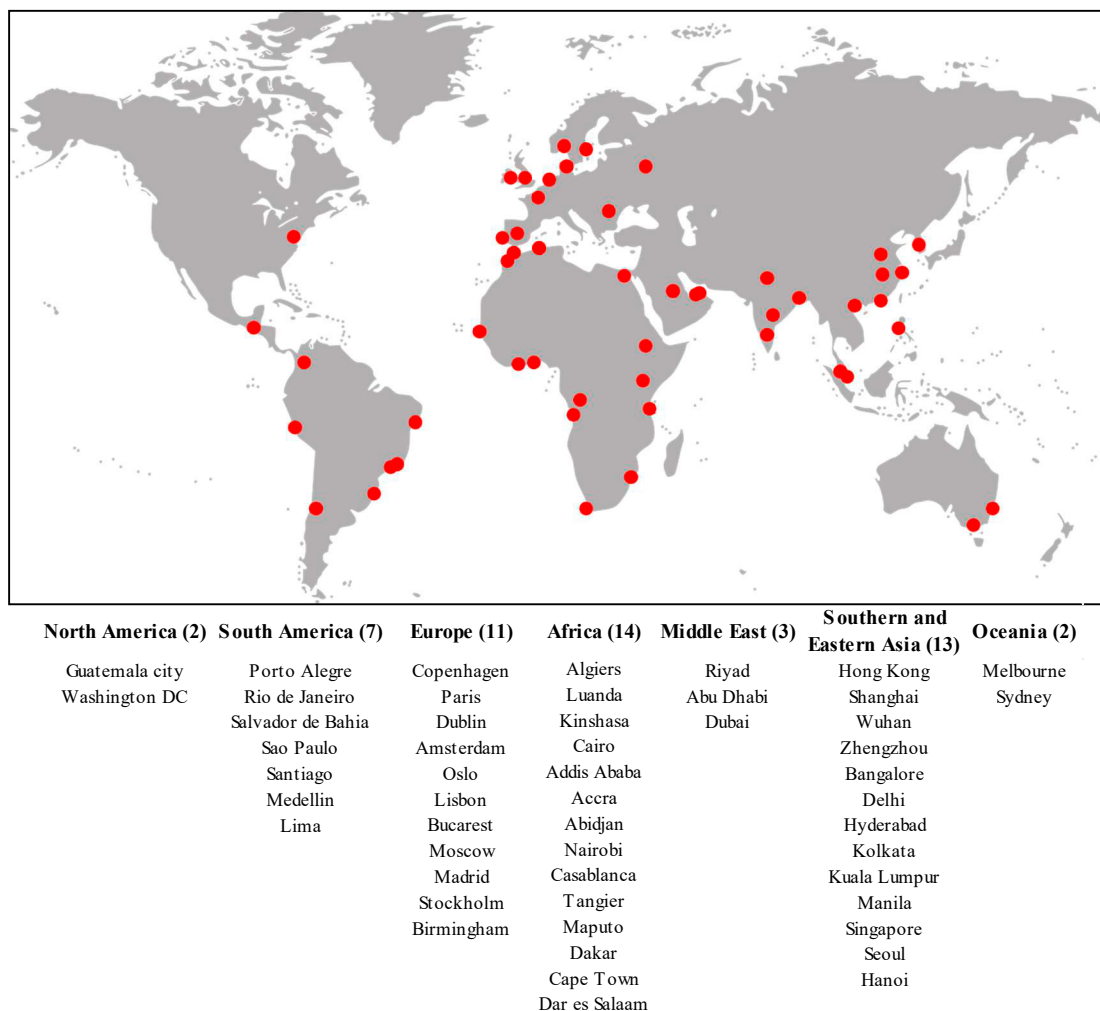 North America (2)
Guatemala city
Washington DC
South America (7)
Porto Alegre
Rio de Janeiro
Salvador de Bahia
Sao Paulo
Santiago
Medellin
Lima
Europe (11)
Copenhagen
Paris
Dublin
Amsterdam
Oslo
Lisbon
Bucarest
Moscow
Madrid
Stockholm
Birmingham
Africa (14)
Algiers
Luanda
Kinshasa
Cairo
Addis Ababa
Accra
Abidjan
Nairobi
Casablanca
Tangier
Maputo
Dakar
Cape Town
Dar es Salaam
Middle East (3)
Riyad
Abu Dhabi
Dubai
Southern and
Eastern Asia (13)
Hong Kong
Shanghai
Wuhan
Zhengzhou
Bangalore
Delhi
Hyderabad
Kolkata
Kuala Lumpur
Manila
Singapore
Seoul
Hanoi
Oceania (2)
Melbourne
Sydney